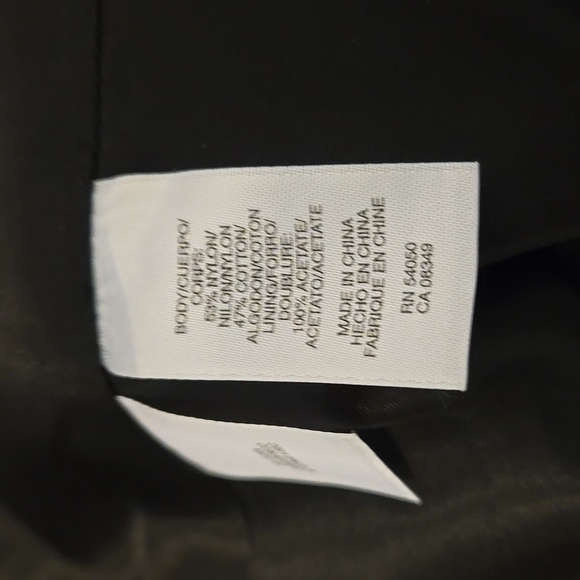 BODY/CUERPO/
CORPS:
53% NYLON/
NILON/NYLON
47% COTTON/
ALGODON/COTON
LINING/FORRO/
DOUBLURE:
100% ACETATE/
ACETATO/ACETATE
MADE IN CHINA
HECHO EN CHINA
FABRIQUE EN CHINE
RN 54050
CA 08349